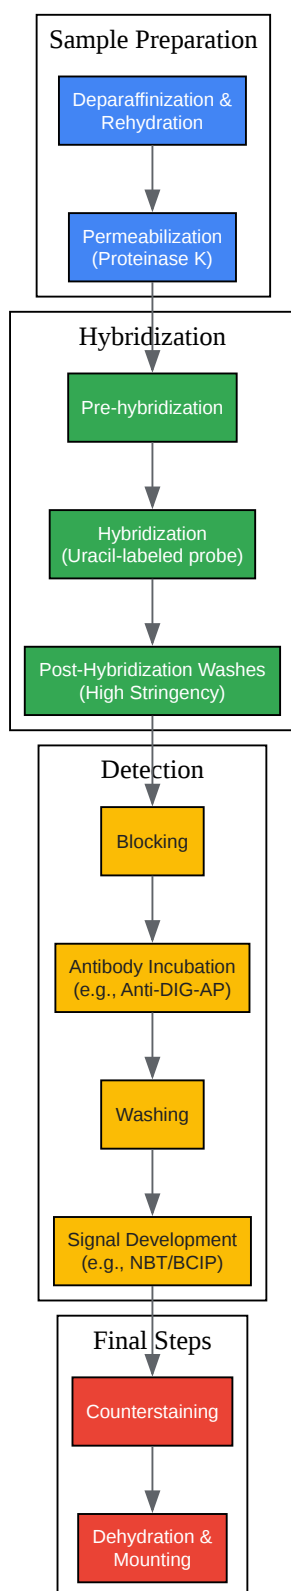 Sample Preparation
Deparaffinization &
Rehydration
Permeabilization
(Proteinase K)
Hybridization
Pre-hybridization
Hybridization
(Uracil-labeled probe)
Post-Hybridization Washes
(High Stringency)
Detection
Blocking
Antibody Incubation
(e.g., Anti-DIG-AP)
Washing
Signal Development
(e.g., NBT/BCIP)
Final Steps
Counterstaining
Dehydration &
Mounting